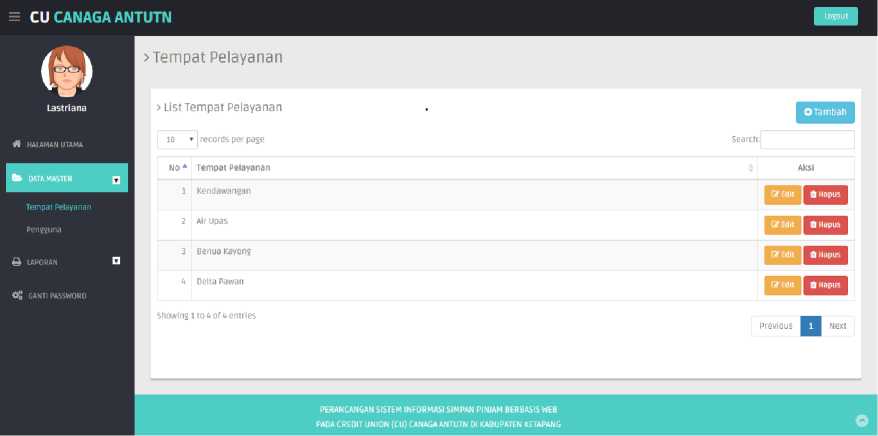 CU CANAGA ANTUTN
Logout
Lastriana
HALAMAN UTAMA
DATA MASTER
Tempat Pelayanan
Pengguna
LAPORAN
GANTI PASSWORD
> Tempat Pelayanan
> List Tempat Pelayanan
Tambah
10 records per page
Search:
No Tempat Pelayanan Aksi
1 Kendawangan Edit Hapus
2 Air Upas Edit Hapus
3 Benua Kayong Edit Hapus
4 Delta Pawan Edit Hapus
Showing 1 to 4 of 4 entries
Previous 1 Next
PERANCANGAN SISTEM INFORMASI SIMPAN PINJAM BERBASIS WEB
PADA CREDIT UNION (CU) CANAGA ANTUTN DI KABUPATEN KETAPANG